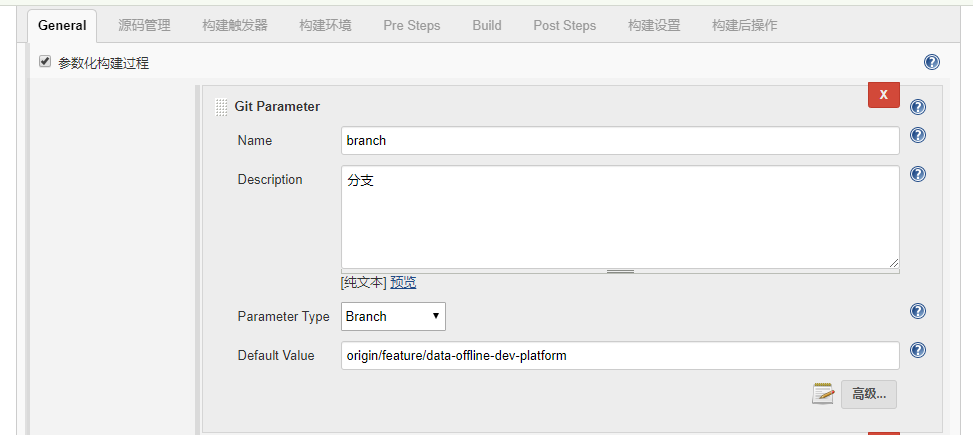 General 源码管理 构建触发器 构建环境 Pre Steps Build Post Steps 构建设置 构建后操作
参数化构建过程
X
Git Parameter
Name branch
Description 分支
[纯文本] 预览
Parameter Type Branch
Default Value origin/feature/data-offline-dev-platform
高级...